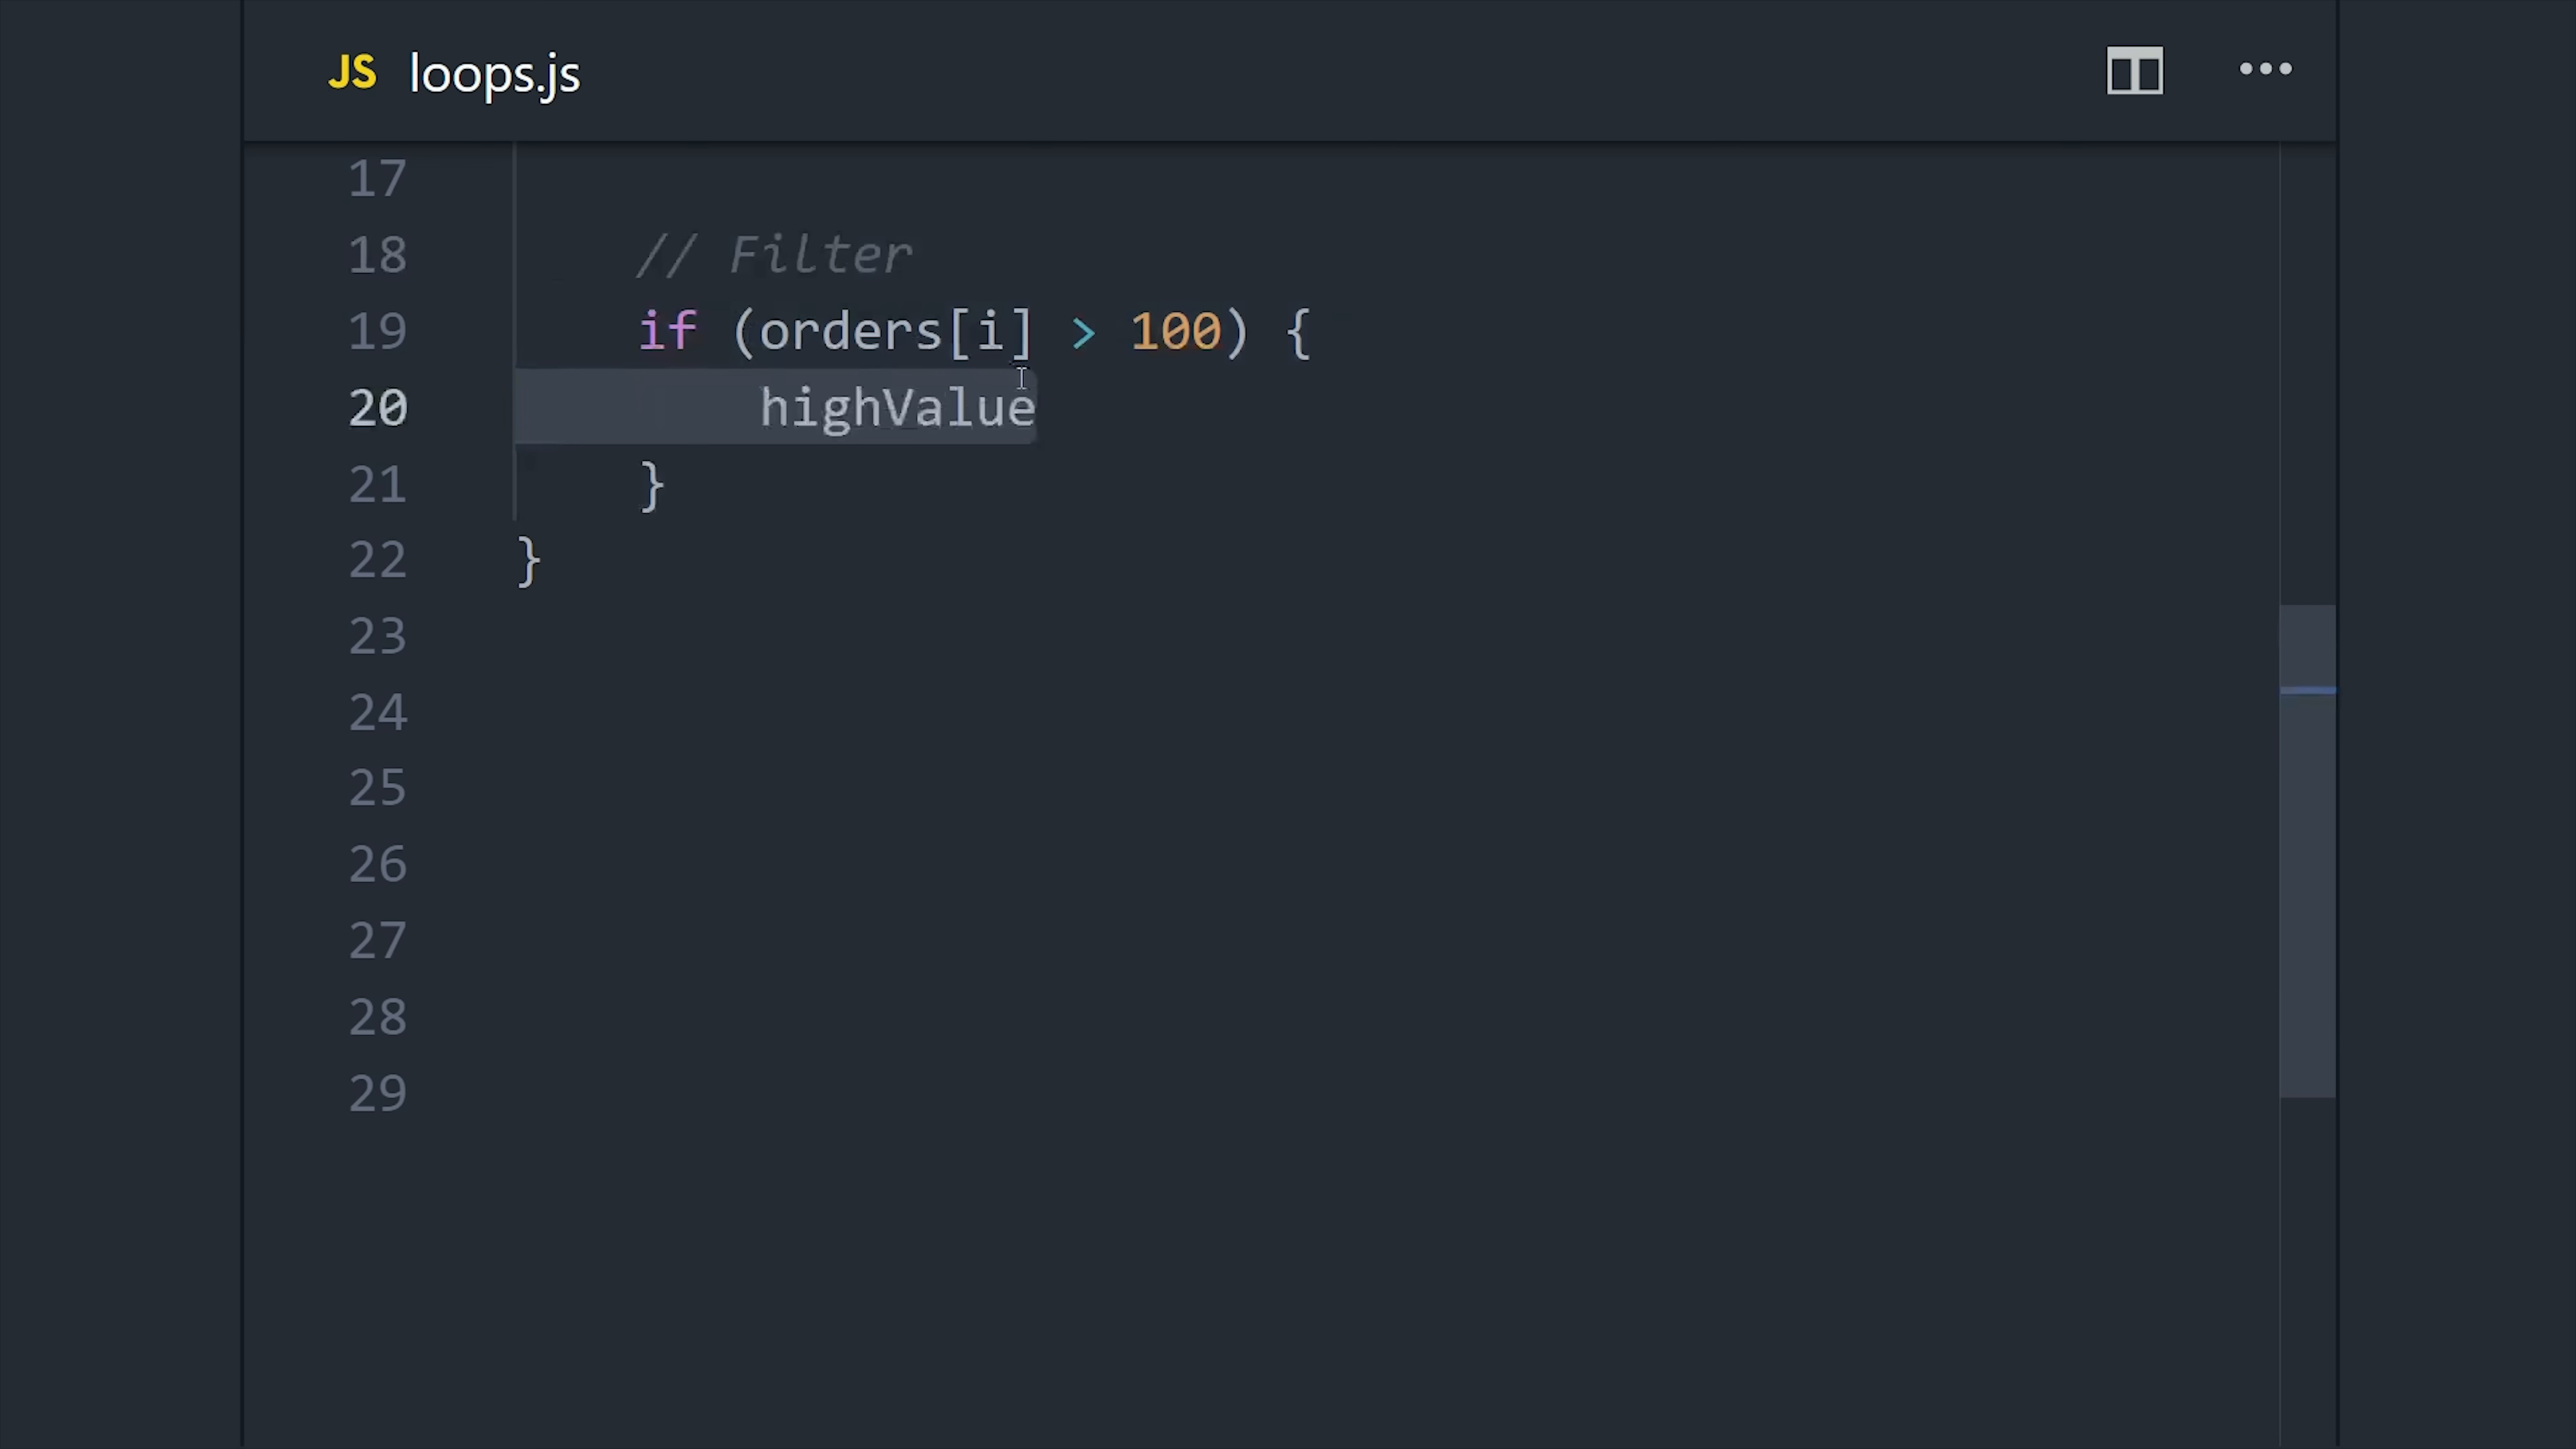 JS loops.js
17
18 // Filter
19 if (orders[i] > 100) {
20 highValue
21 }
22 }
23
24
25
26
27
28
29